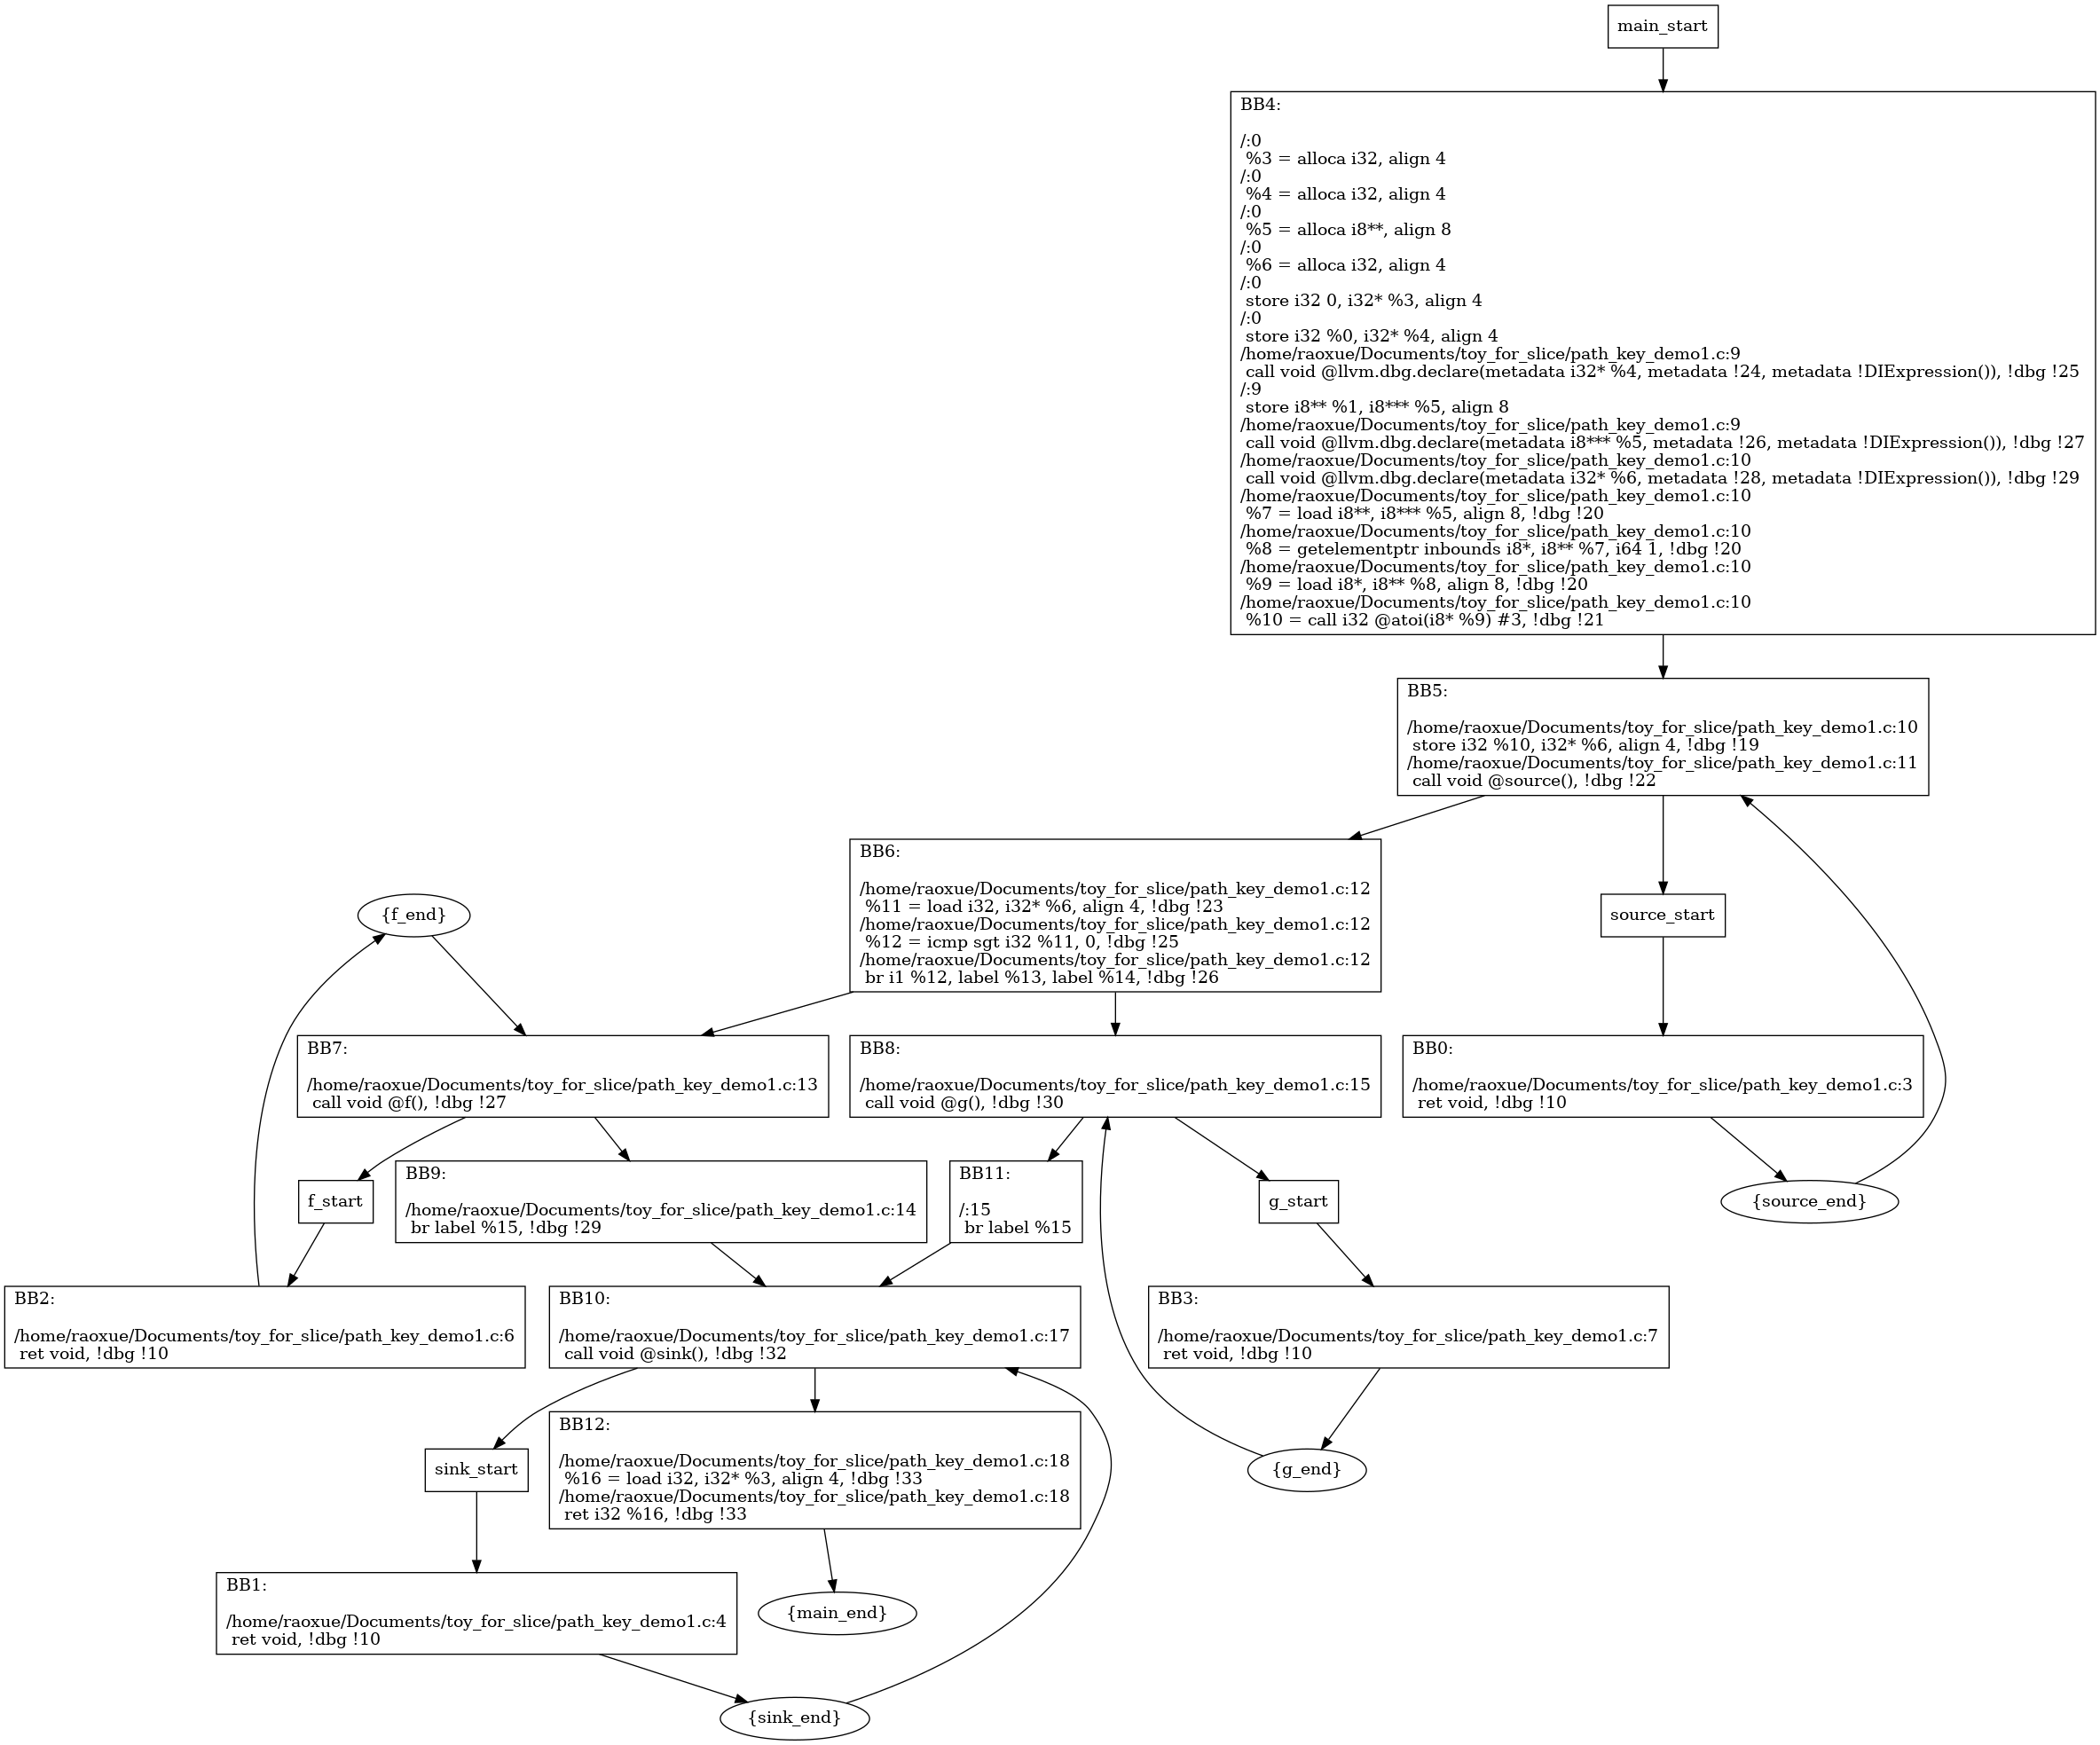 main_start
BB4:
/:0
%3 = alloca i32, align 4
/:0
%4 = alloca i32, align 4
/:0
%5 = alloca i8**, align 8
/:0
%6 = alloca i32, align 4
/:0
store i32 0, i32* %3, align 4
/:0
store i32 %0, i32* %4, align 4
/home/raoxue/Documents/toy_for_slice/path_key_demo1.c:9
call void @llvm.dbg.declare(metadata i32* %4, metadata !24, metadata !DIExpression()), !dbg !25
/:9
store i8** %1, i8*** %5, align 8
/home/raoxue/Documents/toy_for_slice/path_key_demo1.c:9
call void @llvm.dbg.declare(metadata i8*** %5, metadata !26, metadata !DIExpression()), !dbg !27
/home/raoxue/Documents/toy_for_slice/path_key_demo1.c:10
call void @llvm.dbg.declare(metadata i32* %6, metadata !28, metadata !DIExpression()), !dbg !29
/home/raoxue/Documents/toy_for_slice/path_key_demo1.c:10
%7 = load i8**, i8*** %5, align 8, !dbg !20
/home/raoxue/Documents/toy_for_slice/path_key_demo1.c:10
%8 = getelementptr inbounds i8*, i8** %7, i64 1, !dbg !20
/home/raoxue/Documents/toy_for_slice/path_key_demo1.c:10
%9 = load i8*, i8** %8, align 8, !dbg !20
/home/raoxue/Documents/toy_for_slice/path_key_demo1.c:10
%10 = call i32 @atoi(i8* %9) #3, !dbg !21
BB5:
/home/raoxue/Documents/toy_for_slice/path_key_demo1.c:10
store i32 %10, i32* %6, align 4, !dbg !19
/home/raoxue/Documents/toy_for_slice/path_key_demo1.c:11
call void @source(), !dbg !22
BB6:
/home/raoxue/Documents/toy_for_slice/path_key_demo1.c:12
%11 = load i32, i32* %6, align 4, !dbg !23
/home/raoxue/Documents/toy_for_slice/path_key_demo1.c:12
%12 = icmp sgt i32 %11, 0, !dbg !25
/home/raoxue/Documents/toy_for_slice/path_key_demo1.c:12
br i1 %12, label %13, label %14, !dbg !26
{f_end}
source_start
BB7:
/home/raoxue/Documents/toy_for_slice/path_key_demo1.c:13
call void @f(), !dbg !27
BB8:
/home/raoxue/Documents/toy_for_slice/path_key_demo1.c:15
call void @g(), !dbg !30
BB0:
/home/raoxue/Documents/toy_for_slice/path_key_demo1.c:3
ret void, !dbg !10
f_start
BB9:
/home/raoxue/Documents/toy_for_slice/path_key_demo1.c:14
br label %15, !dbg !29
BB11:
/:15
br label %15
g_start
{source_end}
BB2:
/home/raoxue/Documents/toy_for_slice/path_key_demo1.c:6
ret void, !dbg !10
BB10:
/home/raoxue/Documents/toy_for_slice/path_key_demo1.c:17
call void @sink(), !dbg !32
BB3:
/home/raoxue/Documents/toy_for_slice/path_key_demo1.c:7
ret void, !dbg !10
sink_start
BB12:
/home/raoxue/Documents/toy_for_slice/path_key_demo1.c:18
%16 = load i32, i32* %3, align 4, !dbg !33
/home/raoxue/Documents/toy_for_slice/path_key_demo1.c:18
ret i32 %16, !dbg !33
{g_end}
BB1:
/home/raoxue/Documents/toy_for_slice/path_key_demo1.c:4
ret void, !dbg !10
{main_end}
{sink_end}